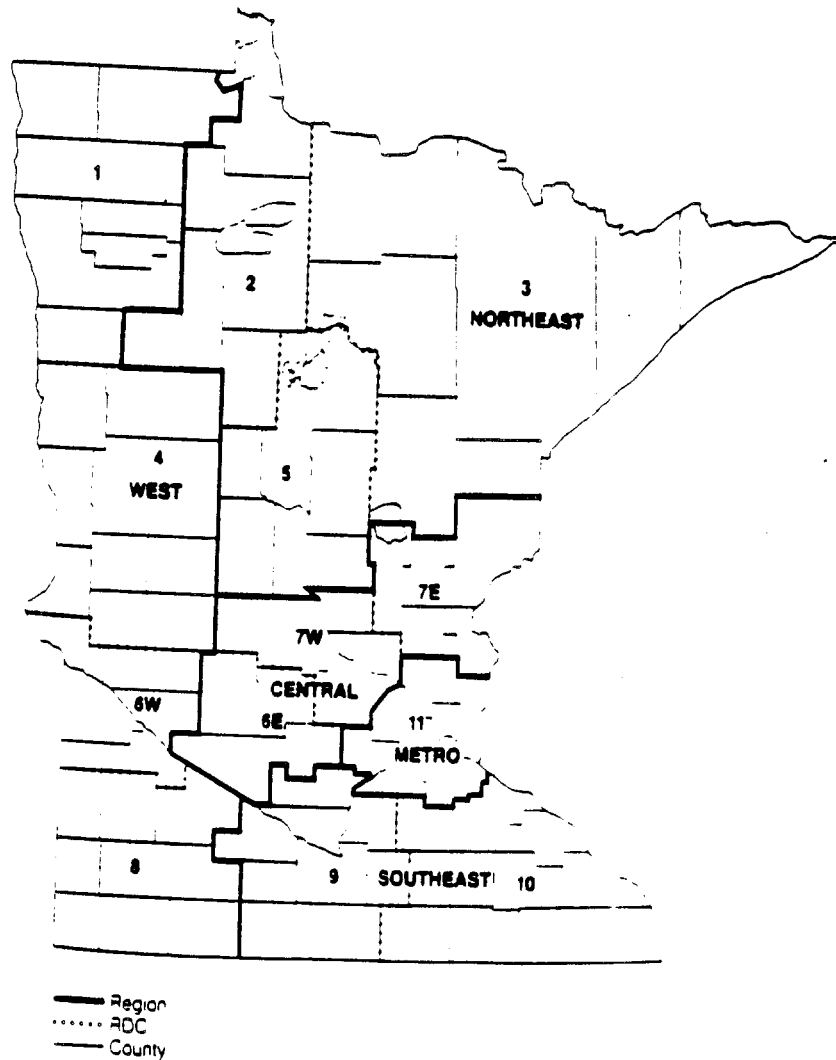 1
2
3
NORTHEAST
4
WEST
5
7E
7W
CENTRAL
6W
6E
11
METRO
8
9 SOUTHEAST 10
Region
RDC
County